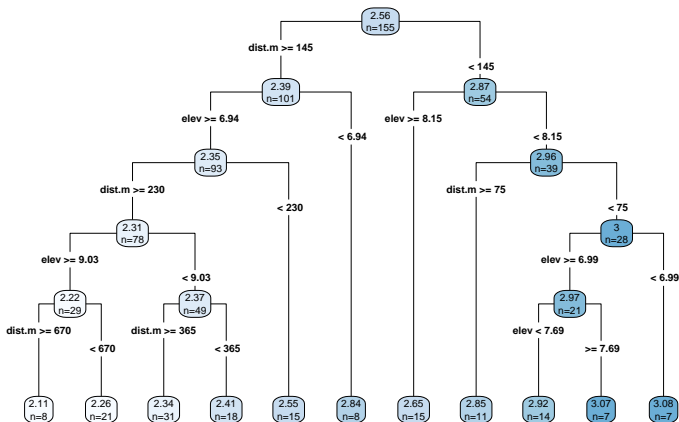 2.56
n=155
dist.m >= 145
< 145
2.39
n=101
2.87
n=54
elev >= 6.94
< 6.94
elev >= 8.15
< 8.15
2.35
n=93
2.96
n=39
dist.m >= 230
< 230
dist.m >= 75
< 75
2.31
n=78
3
n=28
elev >= 9.03
< 9.03
elev >= 6.99
< 6.99
2.22
n=29
2.37
n=49
2.97
n=21
dist.m >= 670
< 670
dist.m >= 365
< 365
elev < 7.69
>= 7.69
2.11
n=8
2.26
n=21
2.34
n=31
2.41
n=18
2.55
n=15
2.84
n=8
2.65
n=15
2.85
n=11
2.92
n=14
3.07
n=7
3.08
n=7